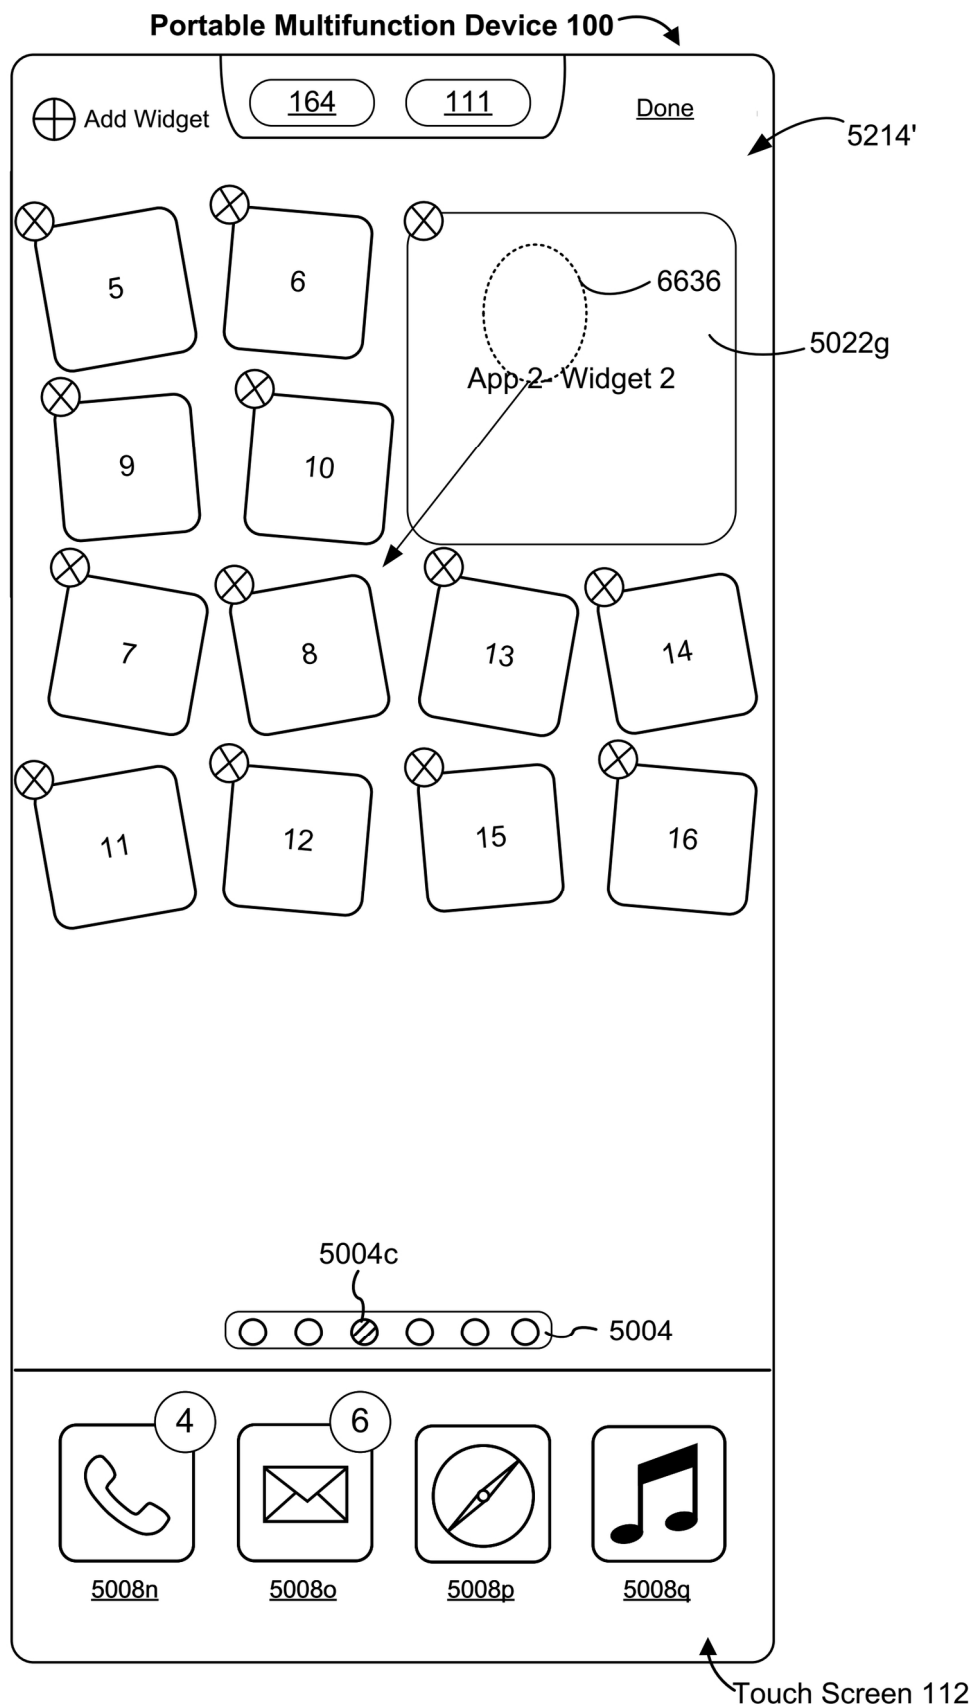 Portable Multifunction Device 100
Add Widget
164
111
Done
5214'
5
6
6636
5022g
App 2- Widget 2
9
10
7
8
13
14
11
12
15
16
5004c
5004
4
6
5008n
5008o
5008p
5008q
Touch Screen 112